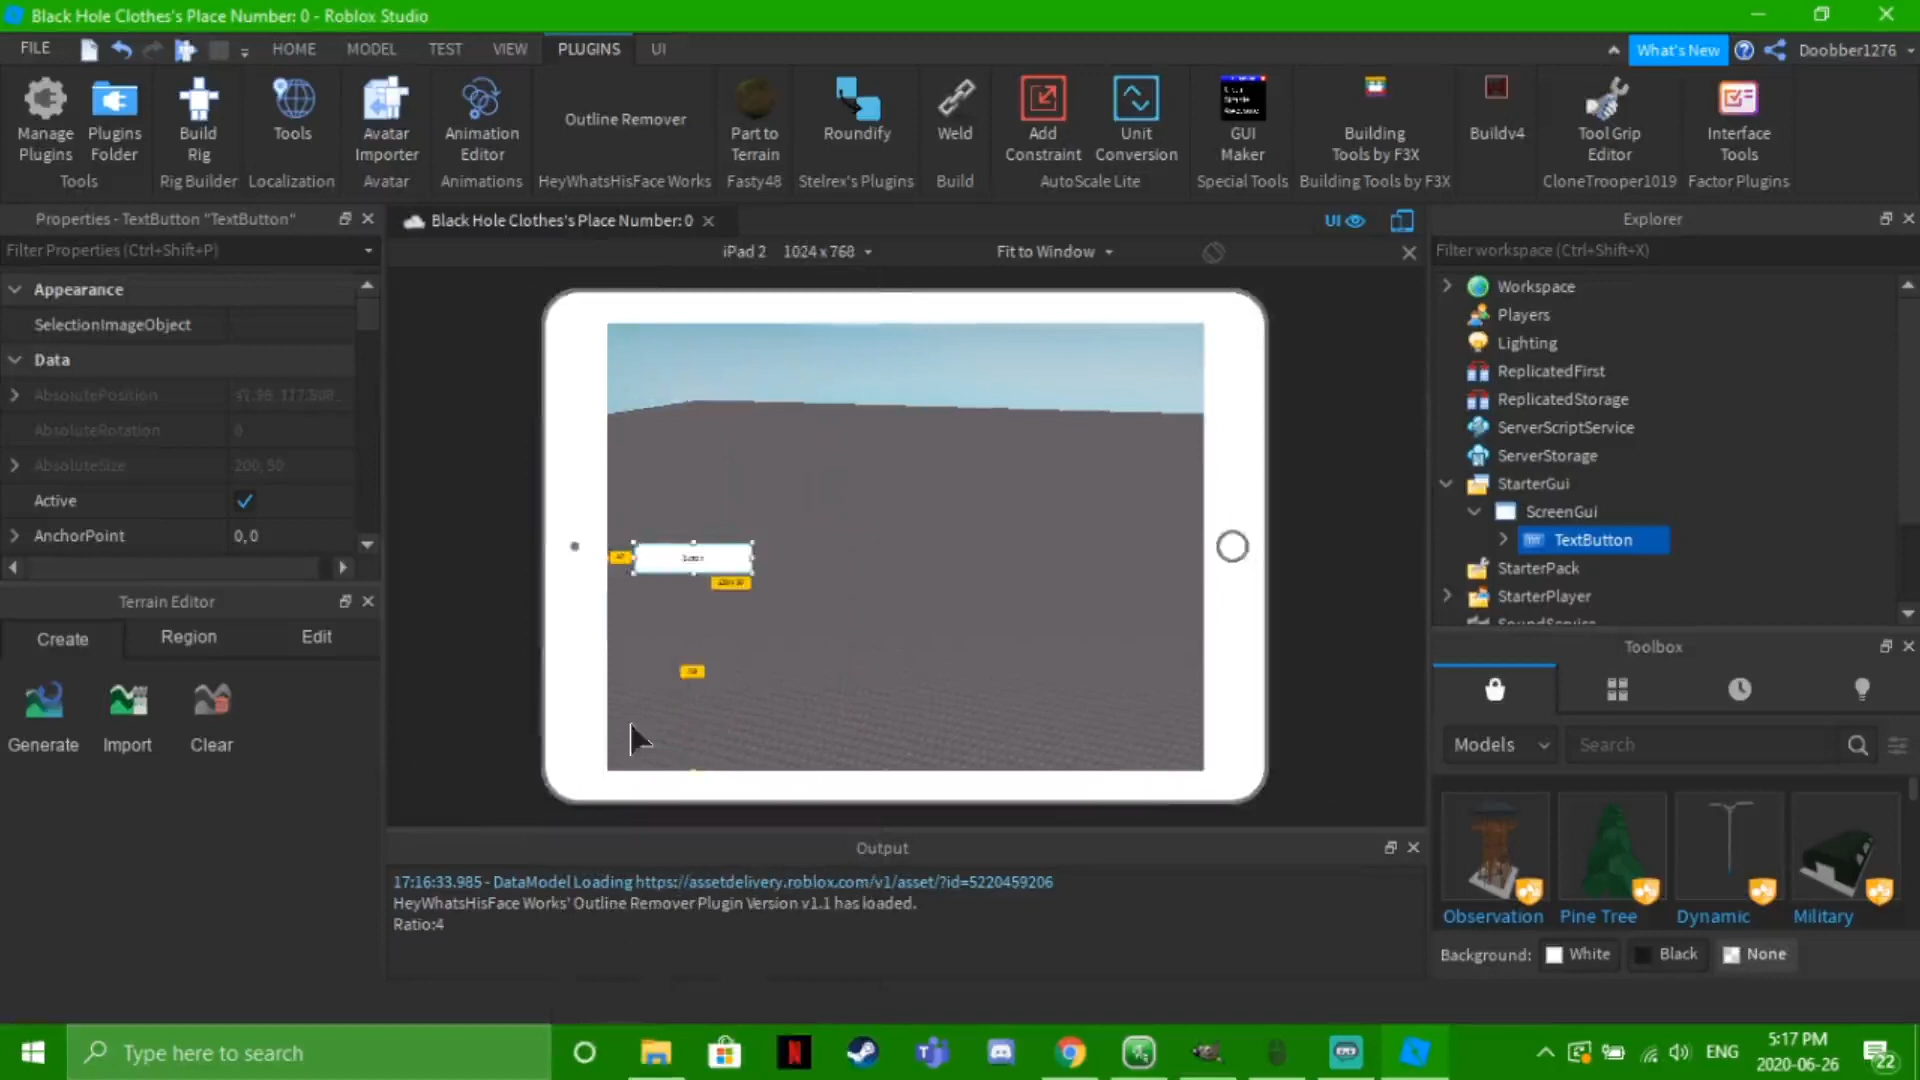 Black Hole Clothes's Place Number: 0 - Roblox Studio
FILE
HOME
MODEL
TEST
VIEW
PLUGINS
UI
What's New
Doobber1276
Manage Plugins
Plugins Folder
Build Rig
Tools
Avatar Importer
Animation Editor
Outline Remover
Part to Terrain
Roundify
Weld
Add Constraint
Unit Conversion
GUI Maker
Building Tools by F3X
Buildv4
Tool Grip Editor
Interface Tools
Tools
Rig Builder
Localization
Avatar
Animations
HeyWhatsHisFace Works
Fasty48
Stelrex's Plugins
Build
AutoScale Lite
Special Tools
Building Tools by F3X
CloneTrooper1019
Factor Plugins
Properties - TextButton "TextButton"
Filter Properties (Ctrl+Shift+P)
Appearance
SelectionImageObject
Data
AbsolutePosition
AbsoluteRotation 0
AbsoluteSize 200, 50
Active
AnchorPoint 0,0
Terrain Editor
Create
Region
Edit
Generate
Import
Clear
Black Hole Clothes's Place Number: 0
UI
iPad 2 1024 x 768
Fit to Window
Output
17:16:33.985 - DataModel Loading https://assetdelivery.roblox.com/v1/asset/?id=5220459206
HeyWhatsHisFace Works' Outline Remover Plugin Version v1.1 has loaded.
Ratio:4
Explorer
Filter workspace (Ctrl+Shift+X)
Workspace
Players
Lighting
ReplicatedFirst
ReplicatedStorage
ServerScriptService
ServerStorage
StarterGui
ScreenGui
TextButton
StarterPack
StarterPlayer
SoundService
Toolbox
Models
Search
Observation
Pine Tree
Dynamic
Military
Background:
White
Black
None
Type here to search
ENG
5:17 PM
2020-06-26
22